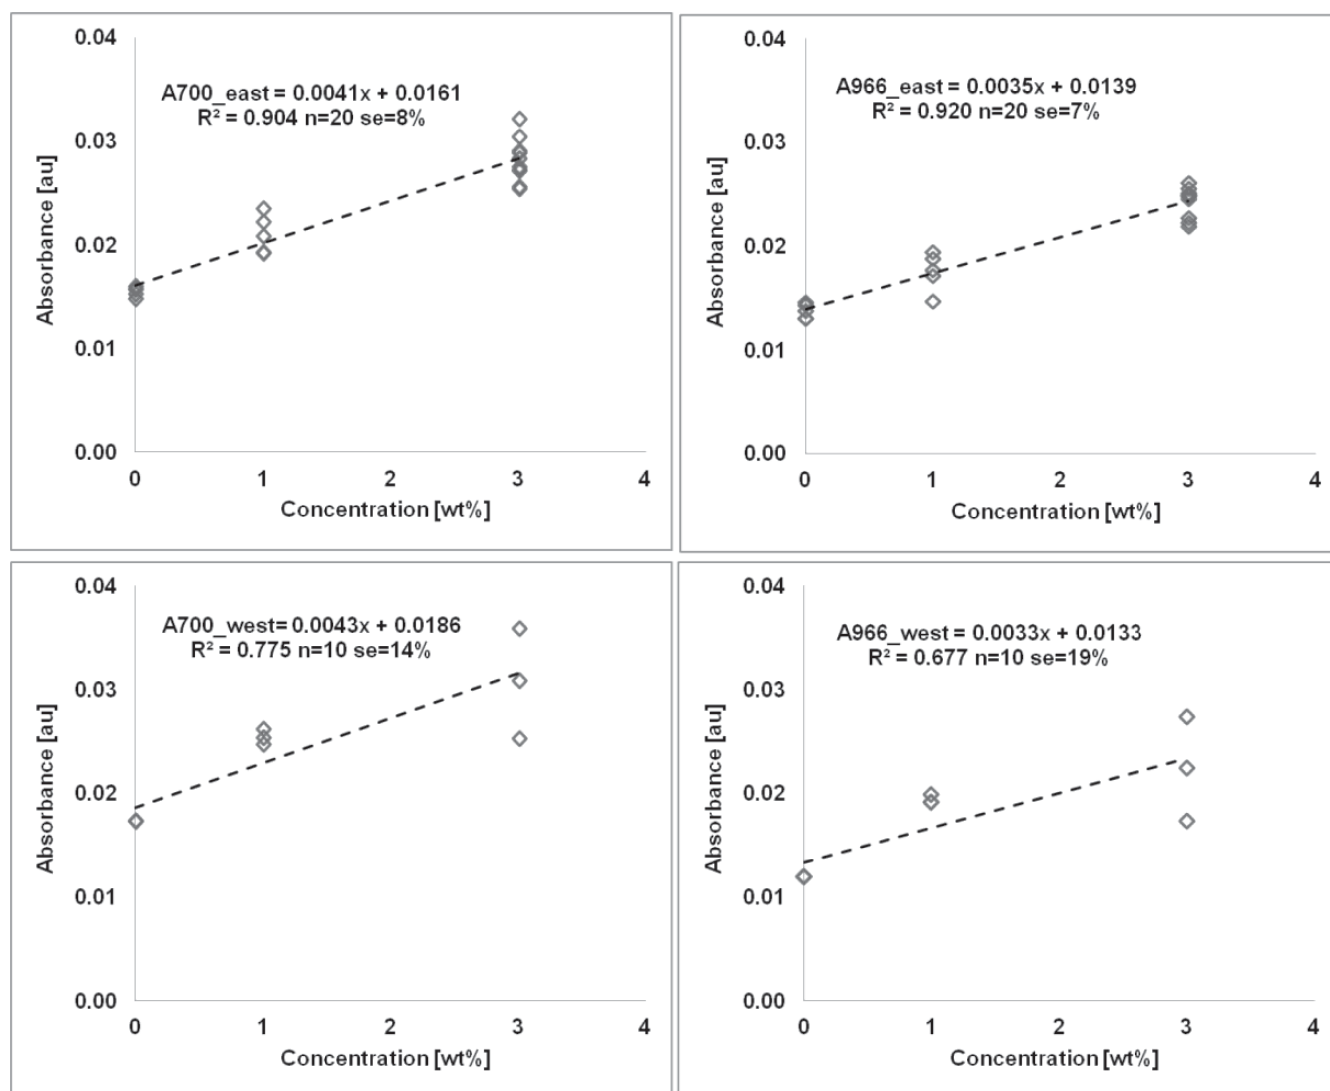 A700_east = 0.0041x + 0.0161
R² = 0.904 n=20 se=8%
Absorbance [au]
0.04
0.03
0.02
0.01
0.00
0 1 2 3 4
Concentration [wt%]
A966_east = 0.0035x + 0.0139
R² = 0.920 n=20 se=7%
Absorbance [au]
0.04
0.03
0.02
0.01
0.00
0 1 2 3 4
Concentration [wt%]
A700_west= 0.0043x + 0.0186
R² = 0.775 n=10 se=14%
Absorbance [au]
0.04
0.03
0.02
0.01
0.00
0 1 2 3 4
Concentration [wt%]
A966_west = 0.0033x + 0.0133
R² = 0.677 n=10 se=19%
Absorbance [au]
0.04
0.03
0.02
0.01
0.00
0 1 2 3 4
Concentration [wt%]